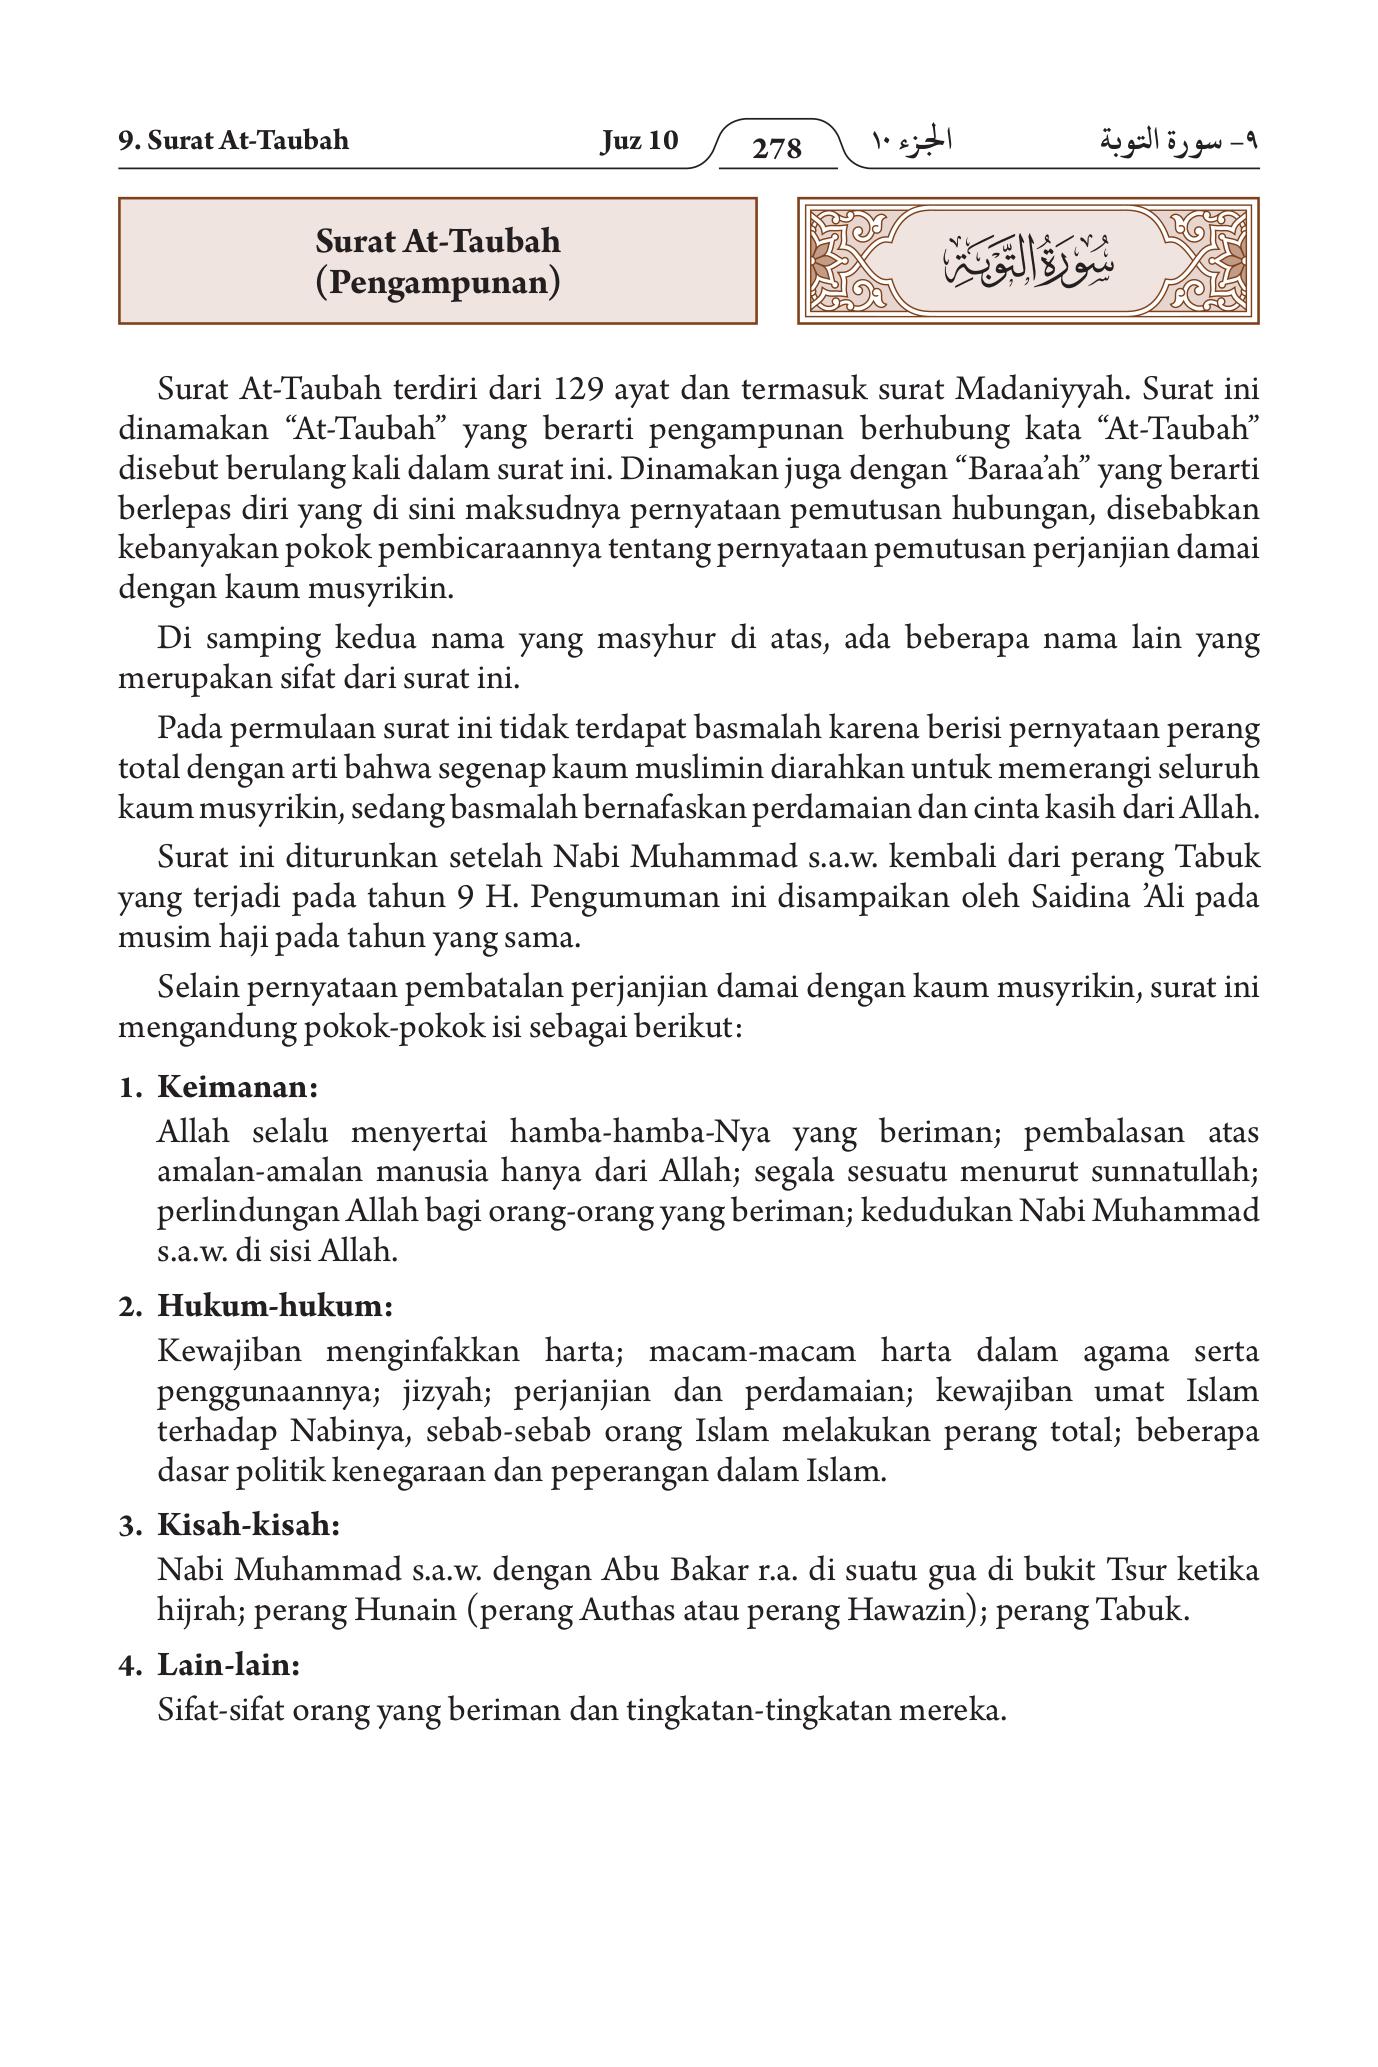 9. Surat At-Taubah Juz 10 278 الجزء ١٠ ٩- سورة التوبة
Surat At-Taubah
(Pengampunan)
سُورَةُ التَّوْبَةِ
Surat At-Taubah terdiri dari 129 ayat dan termasuk surat Madaniyyah. Surat ini
dinamakan “At-Taubah” yang berarti pengampunan berhubung kata “At-Taubah”
disebut berulang kali dalam surat ini. Dinamakan juga dengan “Baraa’ah” yang berarti
berlepas diri yang di sini maksudnya pernyataan pemutusan hubungan, disebabkan
kebanyakan pokok pembicaraannya tentang pernyataan pemutusan perjanjian damai
dengan kaum musyrikin.
Di samping kedua nama yang masyhur di atas, ada beberapa nama lain yang
merupakan sifat dari surat ini.
Pada permulaan surat ini tidak terdapat basmalah karena berisi pernyataan perang
total dengan arti bahwa segenap kaum muslimin diarahkan untuk memerangi seluruh
kaum musyrikin, sedang basmalah bernafaskan perdamaian dan cinta kasih dari Allah.
Surat ini diturunkan setelah Nabi Muhammad s.a.w. kembali dari perang Tabuk
yang terjadi pada tahun 9 H. Pengumuman ini disampaikan oleh Saidina ’Ali pada
musim haji pada tahun yang sama.
Selain pernyataan pembatalan perjanjian damai dengan kaum musyrikin, surat ini
mengandung pokok-pokok isi sebagai berikut:
1. Keimanan:
Allah selalu menyertai hamba-hamba-Nya yang beriman; pembalasan atas
amalan-amalan manusia hanya dari Allah; segala sesuatu menurut sunnatullah;
perlindungan Allah bagi orang-orang yang beriman; kedudukan Nabi Muhammad
s.a.w. di sisi Allah.
2. Hukum-hukum:
Kewajiban menginfakkan harta; macam-macam harta dalam agama serta
penggunaannya; jizyah; perjanjian dan perdamaian; kewajiban umat Islam
terhadap Nabinya, sebab-sebab orang Islam melakukan perang total; beberapa
dasar politik kenegaraan dan peperangan dalam Islam.
3. Kisah-kisah:
Nabi Muhammad s.a.w. dengan Abu Bakar r.a. di suatu gua di bukit Tsur ketika
hijrah; perang Hunain (perang Authas atau perang Hawazin); perang Tabuk.
4. Lain-lain:
Sifat-sifat orang yang beriman dan tingkatan-tingkatan mereka.